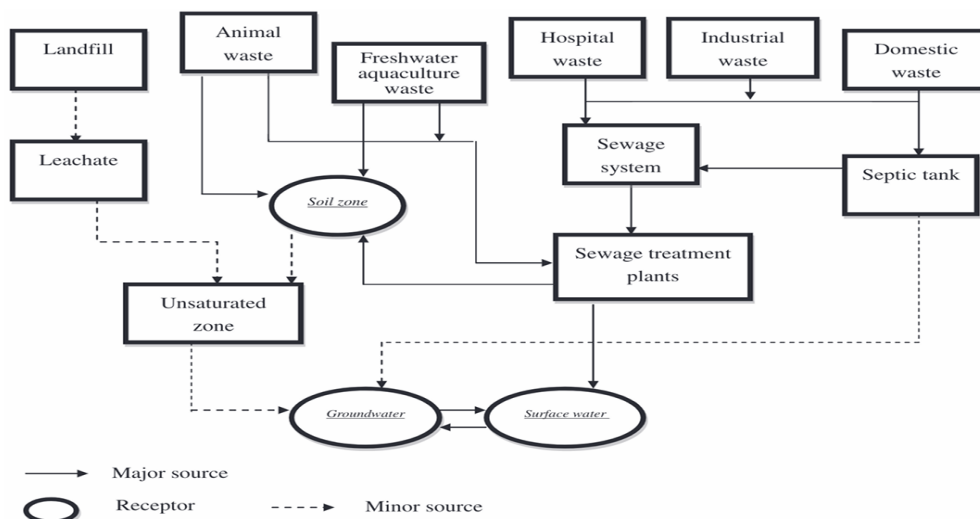 Landfill
Animal
waste
Freshwater
aquaculture
waste
Hospital
waste
Industrial
waste
Domestic
waste
Leachate
Sewage
system
Septic tank
Soil zone
Sewage treatment
plants
Unsaturated
zone
Groundwater
Surface water
Major source
Receptor
Minor source